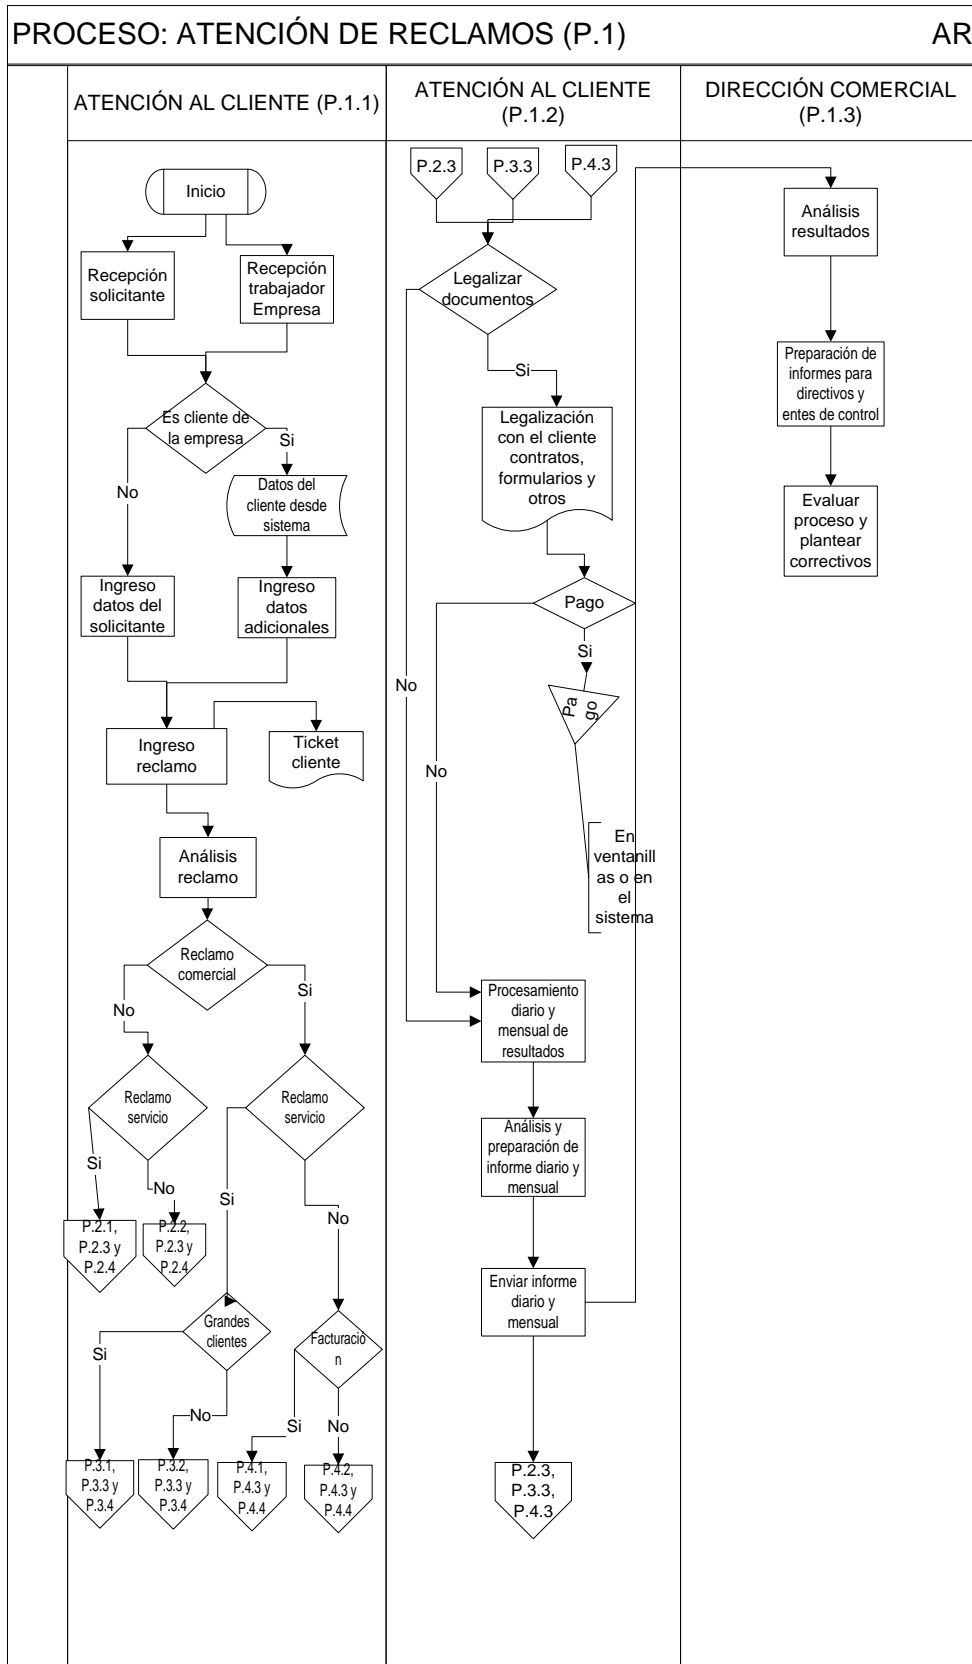 PROCESO: ATENCIÓN DE RECLAMOS (P.1)
AR
ATENCIÓN AL CLIENTE (P.1.1)
Inicio
Recepción
solicitante
Recepción
trabajador
Empresa
Es cliente de
la empresa
Si
No
Datos del
cliente desde
sistema
Ingreso
datos del
solicitante
Ingreso
datos
adicionales
Ingreso
reclamo
Ticket
cliente
Análisis
reclamo
Reclamo
comercial
Si
No
Reclamo
servicio
Reclamo
servicio
Si
No
Si
No
P.2.1,
P.2.3 y
P.2.4
P.2.2,
P.2.3 y
P.2.4
Grandes
clientes
Facturació
n
Si
No
Si
No
P.3.1,
P.3.3 y
P.3.4
P.3.2,
P.3.3 y
P.3.4
P.4.1,
P.4.3 y
P.4.4
P.4.2,
P.4.3 y
P.4.4
ATENCIÓN AL CLIENTE
(P.1.2)
P.2.3
P.3.3
P.4.3
Legalizar
documentos
Si
Legalización
con el cliente
contratos,
formularios y
otros
Pago
Si
No
Pa
go
No
En
ventanill
as o en
el
sistema
Procesamiento
diario y
mensual de
resultados
Análisis y
preparación de
informe diario y
mensual
Enviar informe
diario y
mensual
P.2.3,
P.3.3,
P.4.3
DIRECCIÓN COMERCIAL
(P.1.3)
Análisis
resultados
Preparación de
informes para
directivos y
entes de control
Evaluar
proceso y
plantear
correctivos